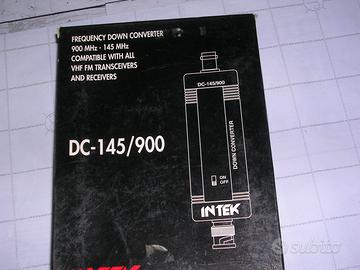 FREQUENCY DOWN CONVERTER
900 MHz - 145 MHz
COMPATIBLE WITH ALL
VHF FM TRANSCEIVERS
AND RECEIVERS
DC-145/900
DC-145/900
DOWN CONVERTER
ON
OFF
INTEK
INTEK
subito